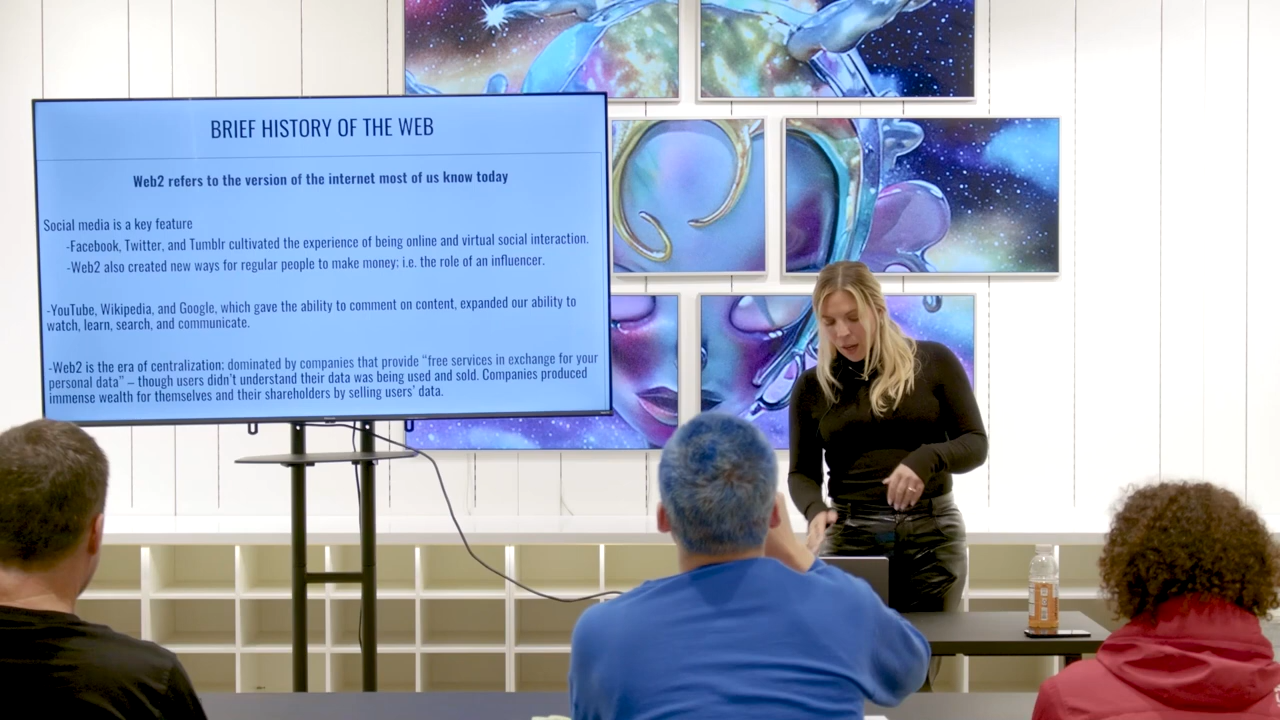 BRIEF HISTORY OF THE WEB
Web2 refers to the version of the internet most of us know today
Social media is a key feature
-Facebook, Twitter, and Tumblr cultivated the experience of being online and virtual social interaction.
-Web2 also created new ways for regular people to make money; i.e. the role of an influencer.
-YouTube, Wikipedia, and Google, which gave the ability to comment on content, expanded our ability to
watch, learn, search, and communicate.
-Web2 is the era of centralization: dominated by companies that provide “free services in exchange for your
personal data” – though users didn’t understand their data was being used and sold. Companies produced
immense wealth for themselves and their shareholders by selling users’ data.